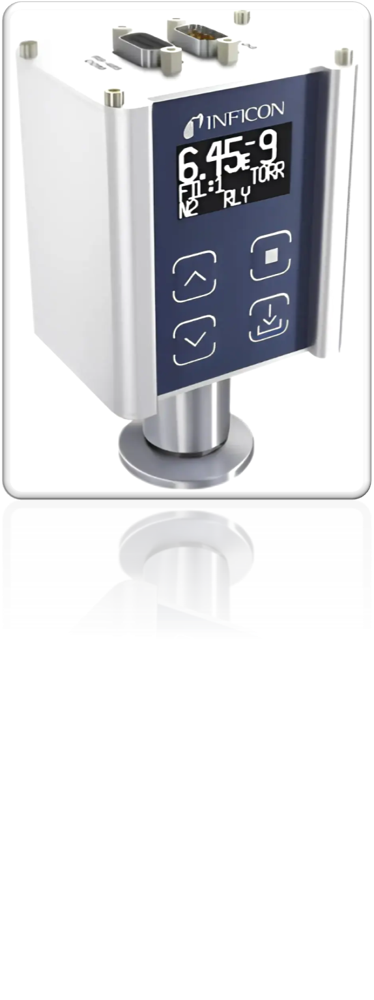 INFICON
6.45E-9
TORR
FIL:1
N2 RLY